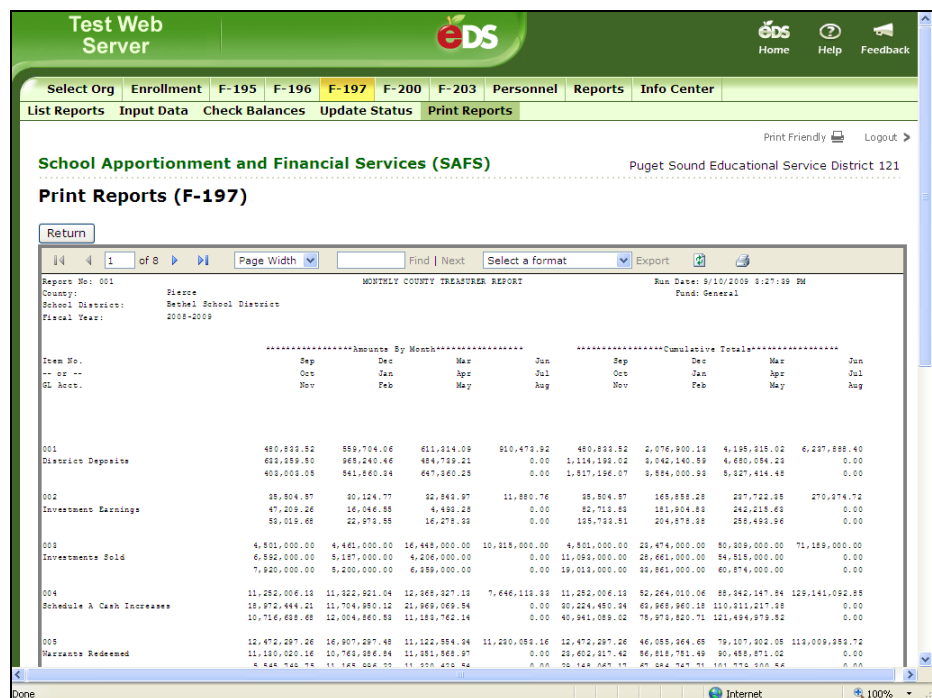 Test Web
Server
eDS
eDS
Home Help Feedback
Select Org Enrollment F-195 F-196 F-197 F-200 F-203 Personnel Reports Info Center
List Reports Input Data Check Balances Update Status Print Reports
Print Friendly Logout >
School Apportionment and Financial Services (SAFS) Puget Sound Educational Service District 121
Print Reports (F-197)
Return
1 of 8 Page Width Find | Next Select a format Export
Report No: 001 MONTHLY COUNTY TREASURER REPORT Run Date: 9/10/2009 3:27:39 PM
County: Pierce Fund: General
School District: Bethel School District
Fiscal Year: 2008-2009
*****************Amounts By Month***************** *****************Cumulative Totals*****************
Item No. Sep Dec Mar Jun Sep Dec Mar Jun
-- or -- Oct Jan Apr Jul Oct Jan Apr Jul
GL Acct. Nov Feb May Aug Nov Feb May Aug
001 480,833.52 559,704.06 611,314.09 910,473.92 480,833.52 2,076,900.13 4,195,315.02 6,237,888.40
District Deposits 633,359.50 965,240.46 484,739.21 0.00 1,114,193.02 3,042,140.59 4,680,054.23 0.00
403,003.05 541,860.34 647,360.25 0.00 1,517,196.07 3,584,000.93 5,327,414.48 0.00
002 35,504.57 30,124.77 32,843.97 11,880.76 35,504.57 165,858.28 237,722.35 270,374.72
Investment Earnings 47,209.26 16,046.55 4,493.28 0.00 82,713.83 181,904.83 242,215.63 0.00
53,019.68 22,973.55 16,278.33 0.00 135,733.51 204,878.38 258,493.96 0.00
003 4,501,000.00 4,461,000.00 16,448,000.00 10,315,000.00 4,501,000.00 23,474,000.00 50,309,000.00 71,189,000.00
Investments Sold 6,592,000.00 5,187,000.00 4,206,000.00 0.00 11,093,000.00 28,661,000.00 54,515,000.00 0.00
7,920,000.00 5,200,000.00 6,359,000.00 0.00 19,013,000.00 33,861,000.00 60,874,000.00 0.00
004 11,252,006.13 11,322,921.04 12,368,327.13 7,646,113.33 11,252,006.13 52,264,010.06 88,342,147.84 129,141,092.85
Schedule A Cash Increases 18,972,444.21 11,704,950.12 21,969,069.54 0.00 30,224,450.34 63,968,960.18 110,311,217.38 0.00
10,716,638.68 12,004,860.53 11,183,762.14 0.00 40,941,089.02 75,973,820.71 121,494,979.52 0.00
005 12,472,297.26 16,907,297.48 11,122,554.34 11,230,053.16 12,472,297.26 46,055,364.65 79,107,302.05 113,009,353.72
Warrants Redeemed 11,130,020.16 10,763,386.84 11,351,568.97 0.00 23,602,317.42 56,818,751.49 90,458,871.02 0.00
Done Internet 100%